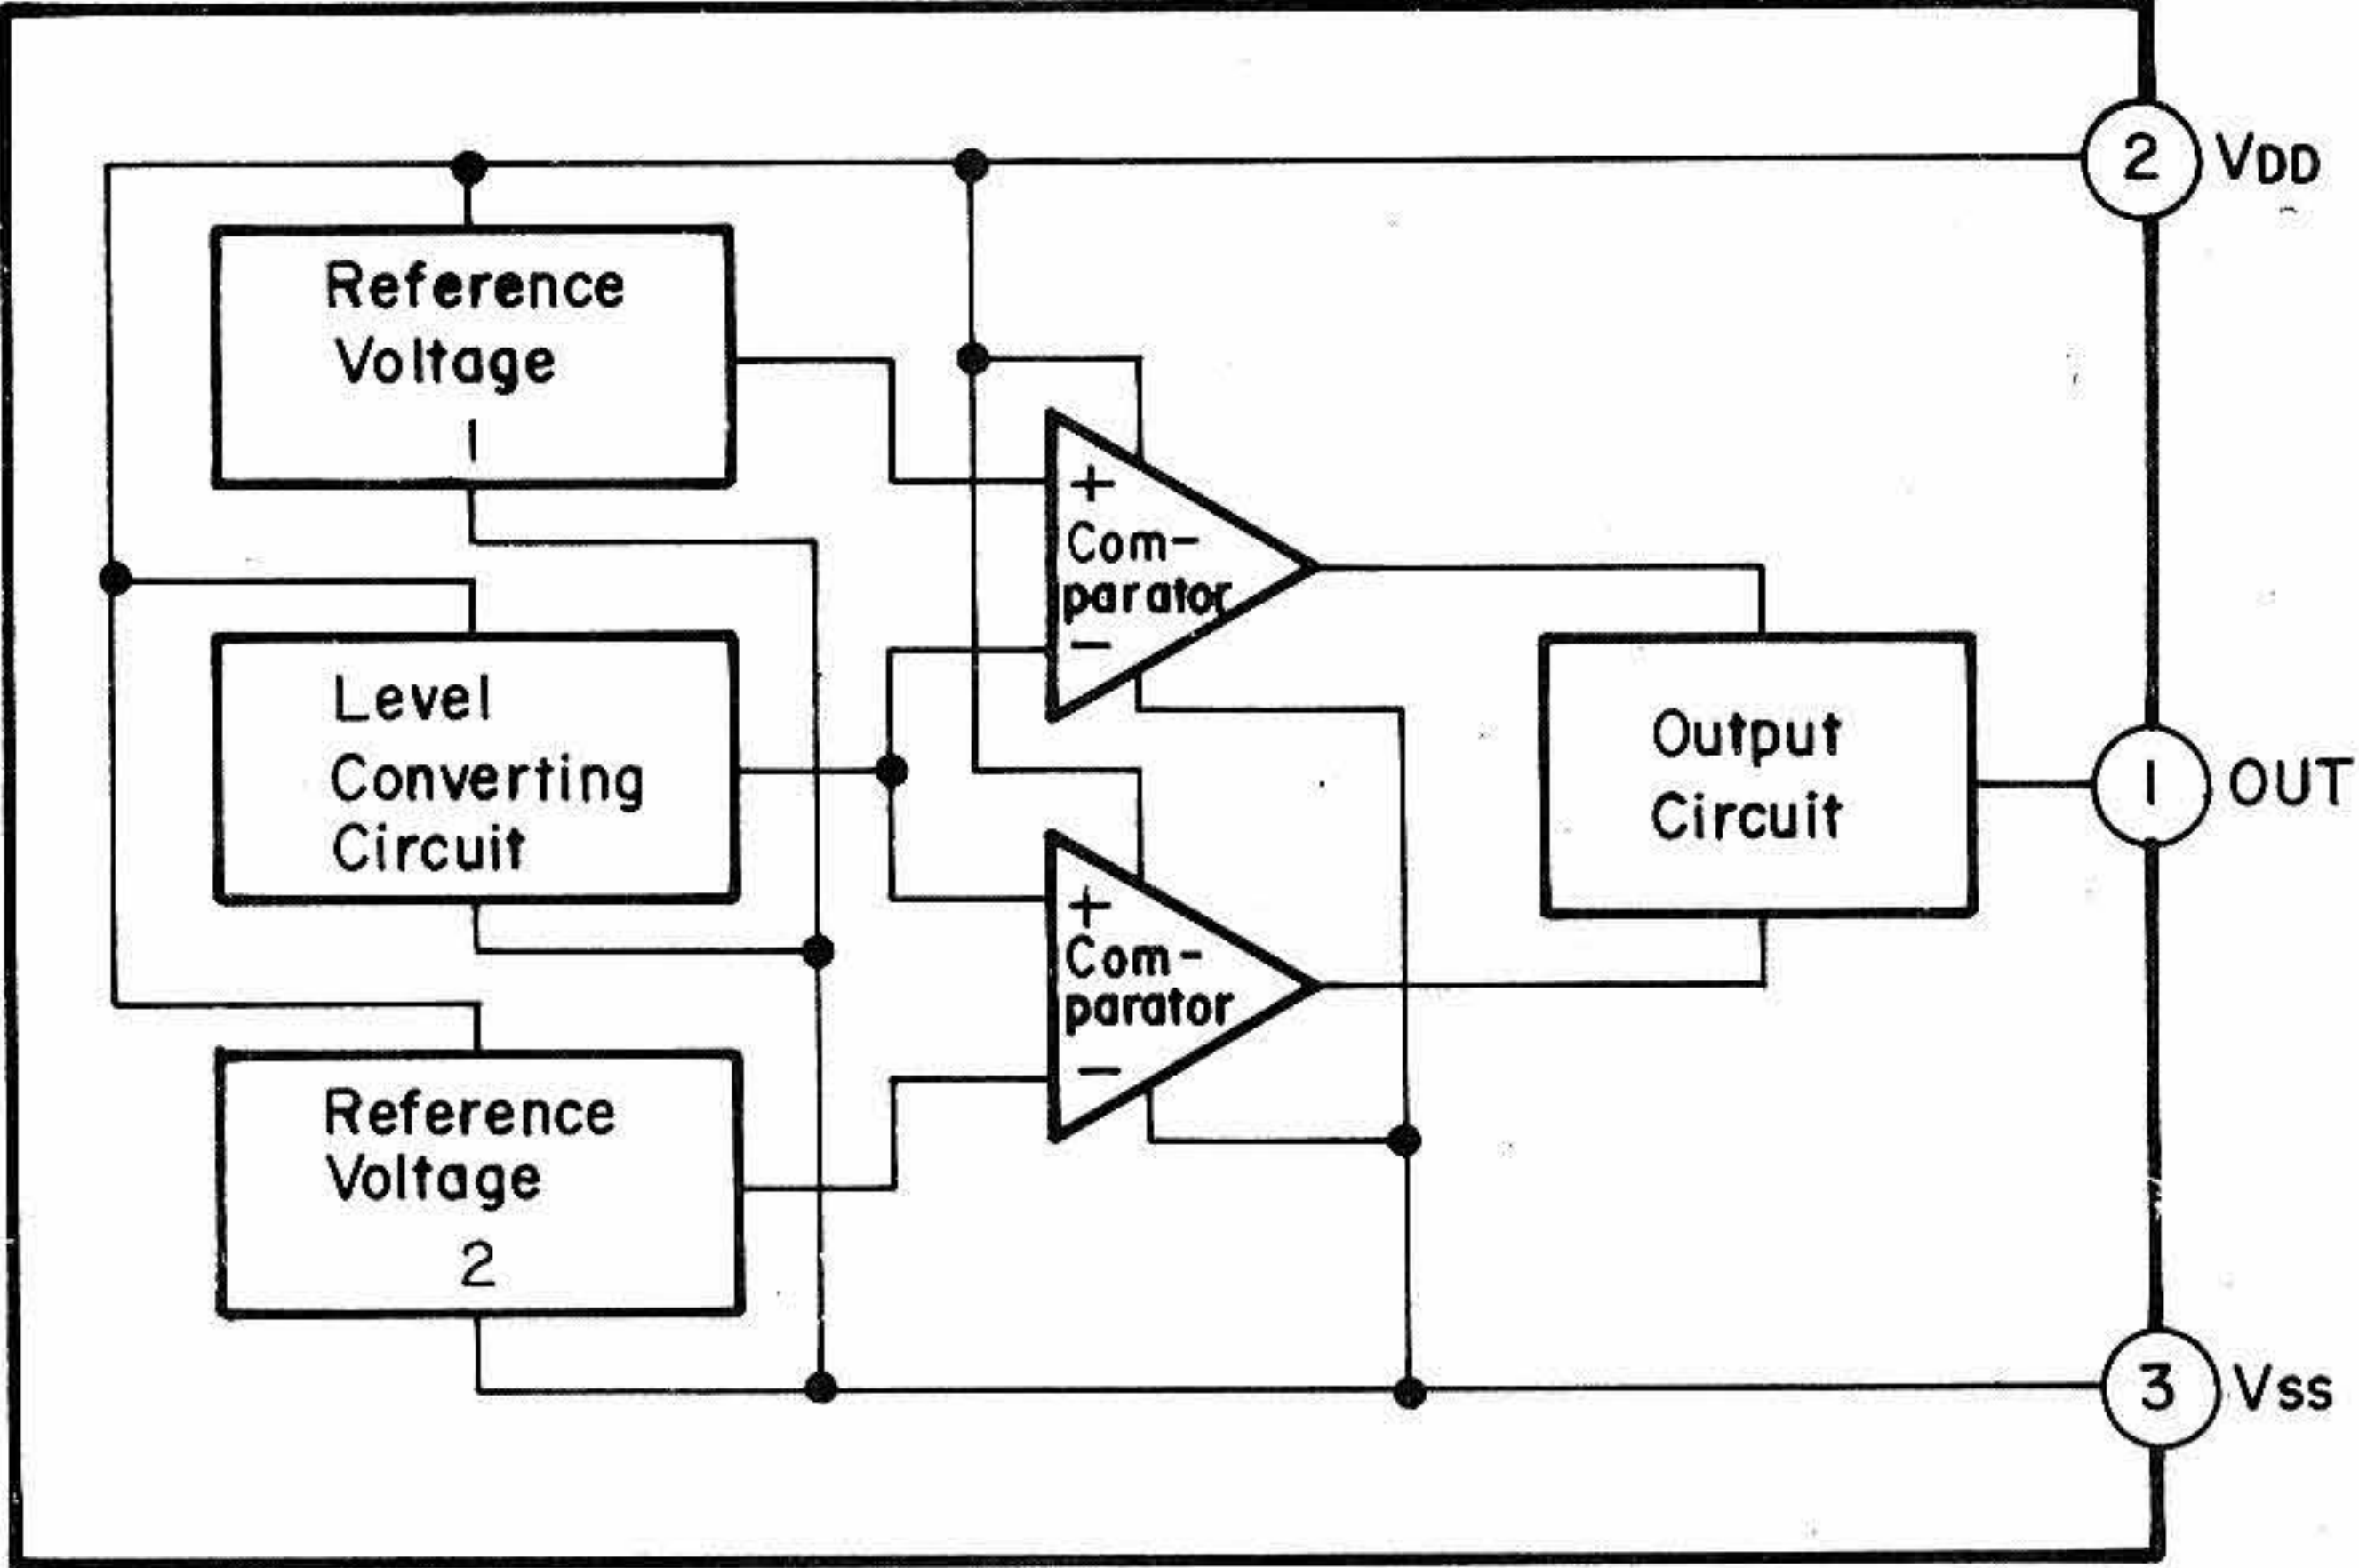 2 VDD
Reference
Voltage
1
+
Com-
parator
-
Level
Converting
Circuit
Output
Circuit
1 OUT
+
Com-
parator
-
Reference
Voltage
2
3 Vss